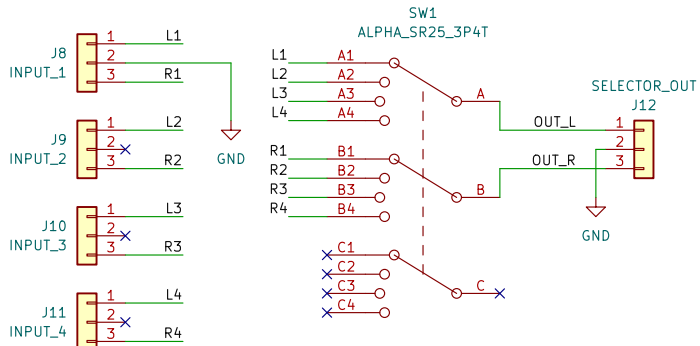 SW1
ALPHA_SR25_3P4T
J8
INPUT_1
1 L1
2
3 R1
GND
J9
INPUT_2
1 L2
2
3 R2
J10
INPUT_3
1 L3
2
3 R3
J11
INPUT_4
1 L4
2
3 R4
L1 A1
L2 A2
L3 A3
L4 A4
A
R1 B1
R2 B2
R3 B3
R4 B4
B
C1
C2
C3
C4
C
SELECTOR_OUT
J12
OUT_L 1
2
OUT_R 3
GND